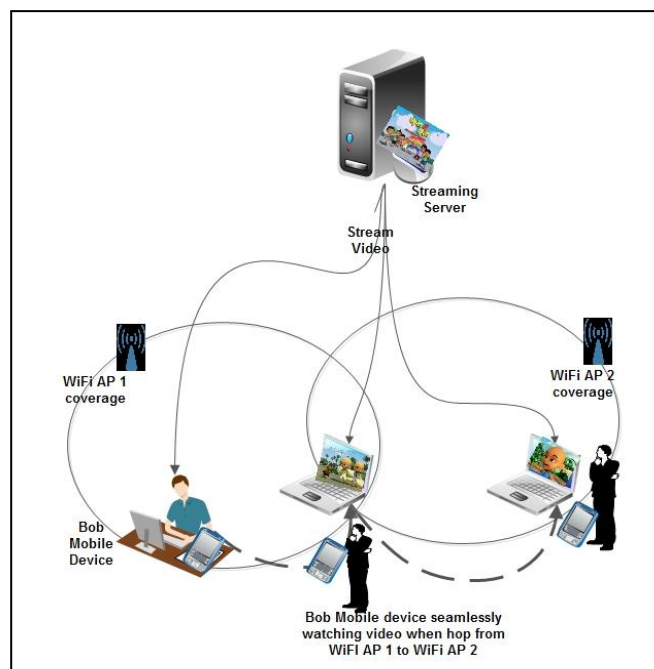 Streaming
Server
Stream
Video
WiFi AP 1
coverage
WiFi AP 2
coverage
Bob
Mobile
Device
Bob Mobile device seamlessly
watching video when hop from
WIFI AP 1 to WiFi AP 2